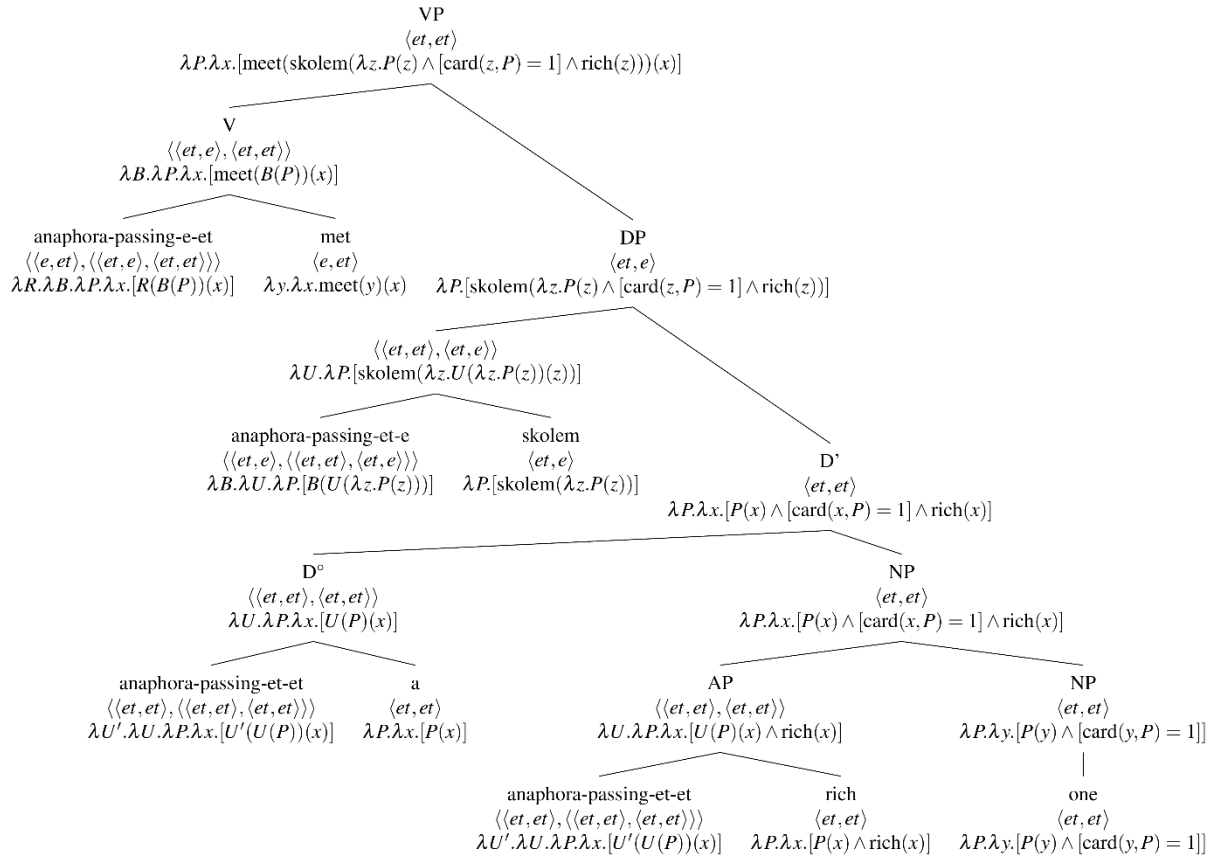 VP
⟨et,et⟩
λP.λx.[meet(skolem(λz.P(z) ∧ [card(z,P) = 1] ∧ rich(z)))(x)]
V
⟨⟨et,e⟩,⟨et,et⟩⟩
λB.λP.λx.[meet(B(P))(x)]
anaphora-passing-e-et met DP
⟨⟨e,et⟩,⟨⟨et,e⟩,⟨et,et⟩⟩⟩ ⟨e,et⟩ ⟨et,e⟩
λR.λB.λP.λx.[R(B(P))(x)] λy.λx.meet(y)(x) λP.[skolem(λz.P(z) ∧ [card(z,P) = 1] ∧ rich(z))]
⟨⟨et,et⟩,⟨et,e⟩⟩
λU.λP.[skolem(λz.U(λz.P(z))(z))]
anaphora-passing-et-e skolem
⟨⟨et,e⟩,⟨⟨et,et⟩,⟨et,e⟩⟩⟩ ⟨et,e⟩ D’
λB.λU.λP.[B(U(λz.P(z)))] λP.[skolem(λz.P(z))] ⟨et,et⟩
λP.λx.[P(x) ∧ [card(x,P) = 1] ∧ rich(x)]
D° NP
⟨⟨et,et⟩,⟨et,et⟩⟩ ⟨et,et⟩
λU.λP.λx.[U(P)(x)] λP.λx.[P(x) ∧ [card(x,P) = 1] ∧ rich(x)]
anaphora-passing-et-et a AP NP
⟨⟨et,et⟩,⟨⟨et,et⟩,⟨et,et⟩⟩⟩ ⟨et,et⟩ ⟨⟨et,et⟩,⟨et,et⟩⟩ ⟨et,et⟩
λU′.λU.λP.λx.[U′(U(P))(x)] λP.λx.[P(x)] λU.λP.λx.[U(P)(x) ∧ rich(x)] λP.λy.[P(y) ∧ [card(y,P) = 1]]
anaphora-passing-et-et rich one
⟨⟨et,et⟩,⟨⟨et,et⟩,⟨et,et⟩⟩⟩ ⟨et,et⟩ ⟨et,et⟩
λU′.λU.λP.λx.[U′(U(P))(x)] λP.λx.[P(x) ∧ rich(x)] λP.λy.[P(y) ∧ [card(y,P) = 1]]